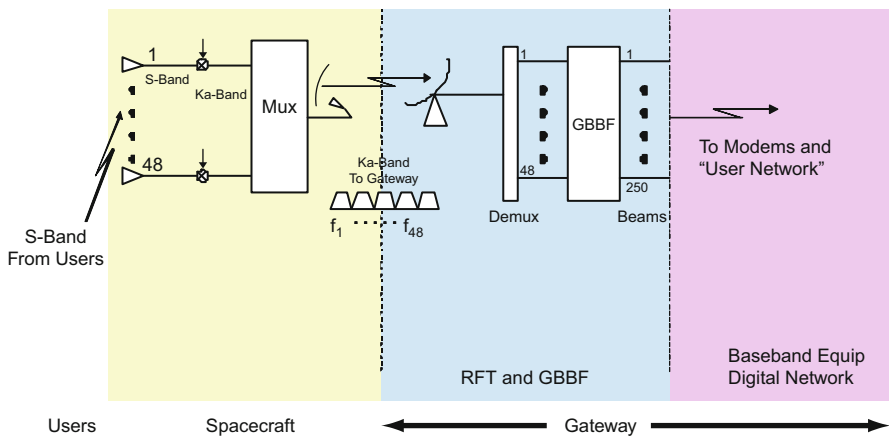 1
S-Band
Ka-Band
48
Mux
S-Band
From Users
Ka-Band
To Gateway
f1 f48
1
48
Demux
GBBF
1
250
Beams
To Modems and
“User Network”
RFT and GBBF
Baseband Equip
Digital Network
Users
Spacecraft
Gateway